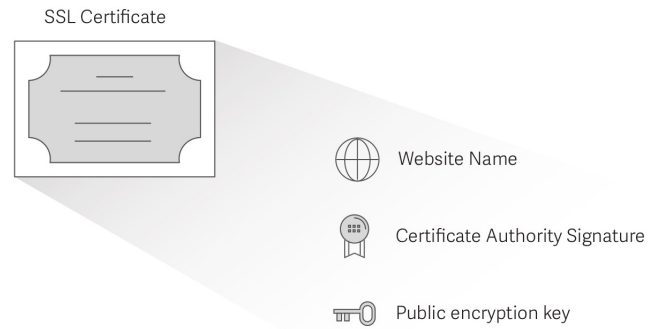 SSL Certificate
Website Name
Certificate Authority Signature
Public encryption key